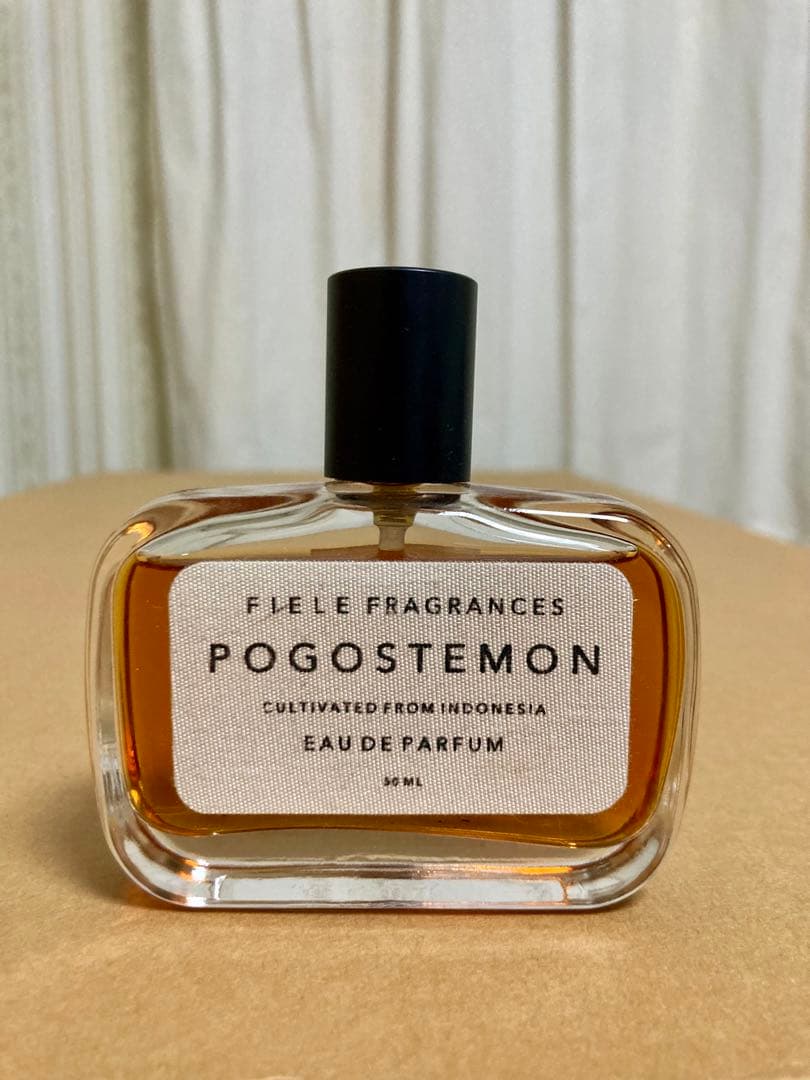 FIELE FRAGRANCES
POGOSTEMON
CULTIVATED FROM INDONESIA
EAU DE PARFUM
50 ML